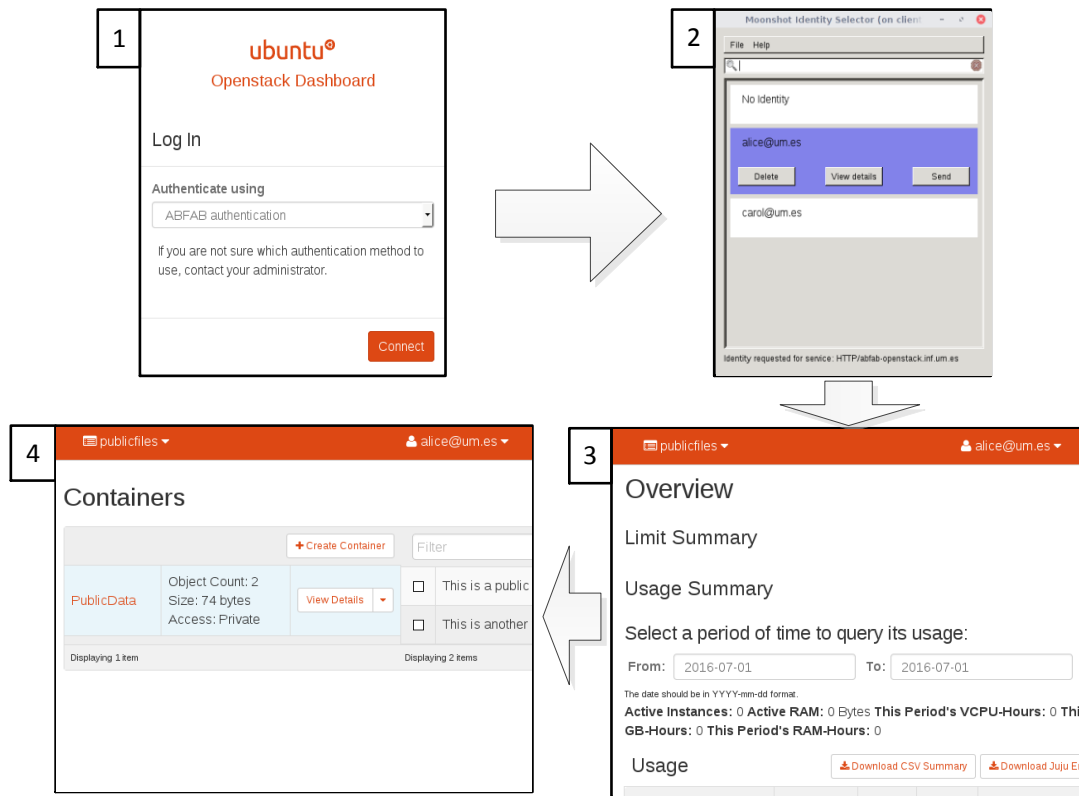 1
ubuntu
Openstack Dashboard
Log In
Authenticate using
ABFAB authentication
If you are not sure which authentication method to
use, contact your administrator.
Connect
2
Moonshot Identity Selector (on client
File Help
No Identity
alice@um.es
Delete View details Send
carol@um.es
Identity requested for service: HTTP/abfab-openstack.inf.um.es
3
publicfiles alice@um.es
Overview
Limit Summary
Usage Summary
Select a period of time to query its usage:
From: 2016-07-01 To: 2016-07-01
The date should be in YYYY-mm-dd format.
Active Instances: 0 Active RAM: 0 Bytes This Period's VCPU-Hours: 0 Thi
GB-Hours: 0 This Period's RAM-Hours: 0
Usage Download CSV Summary Download Juju E
4
publicfiles alice@um.es
Containers
+ Create Container Filter
PublicData
Object Count: 2
Size: 74 bytes
Access: Private
View Details
This is a public
This is another
Displaying 1 item Displaying 2 items